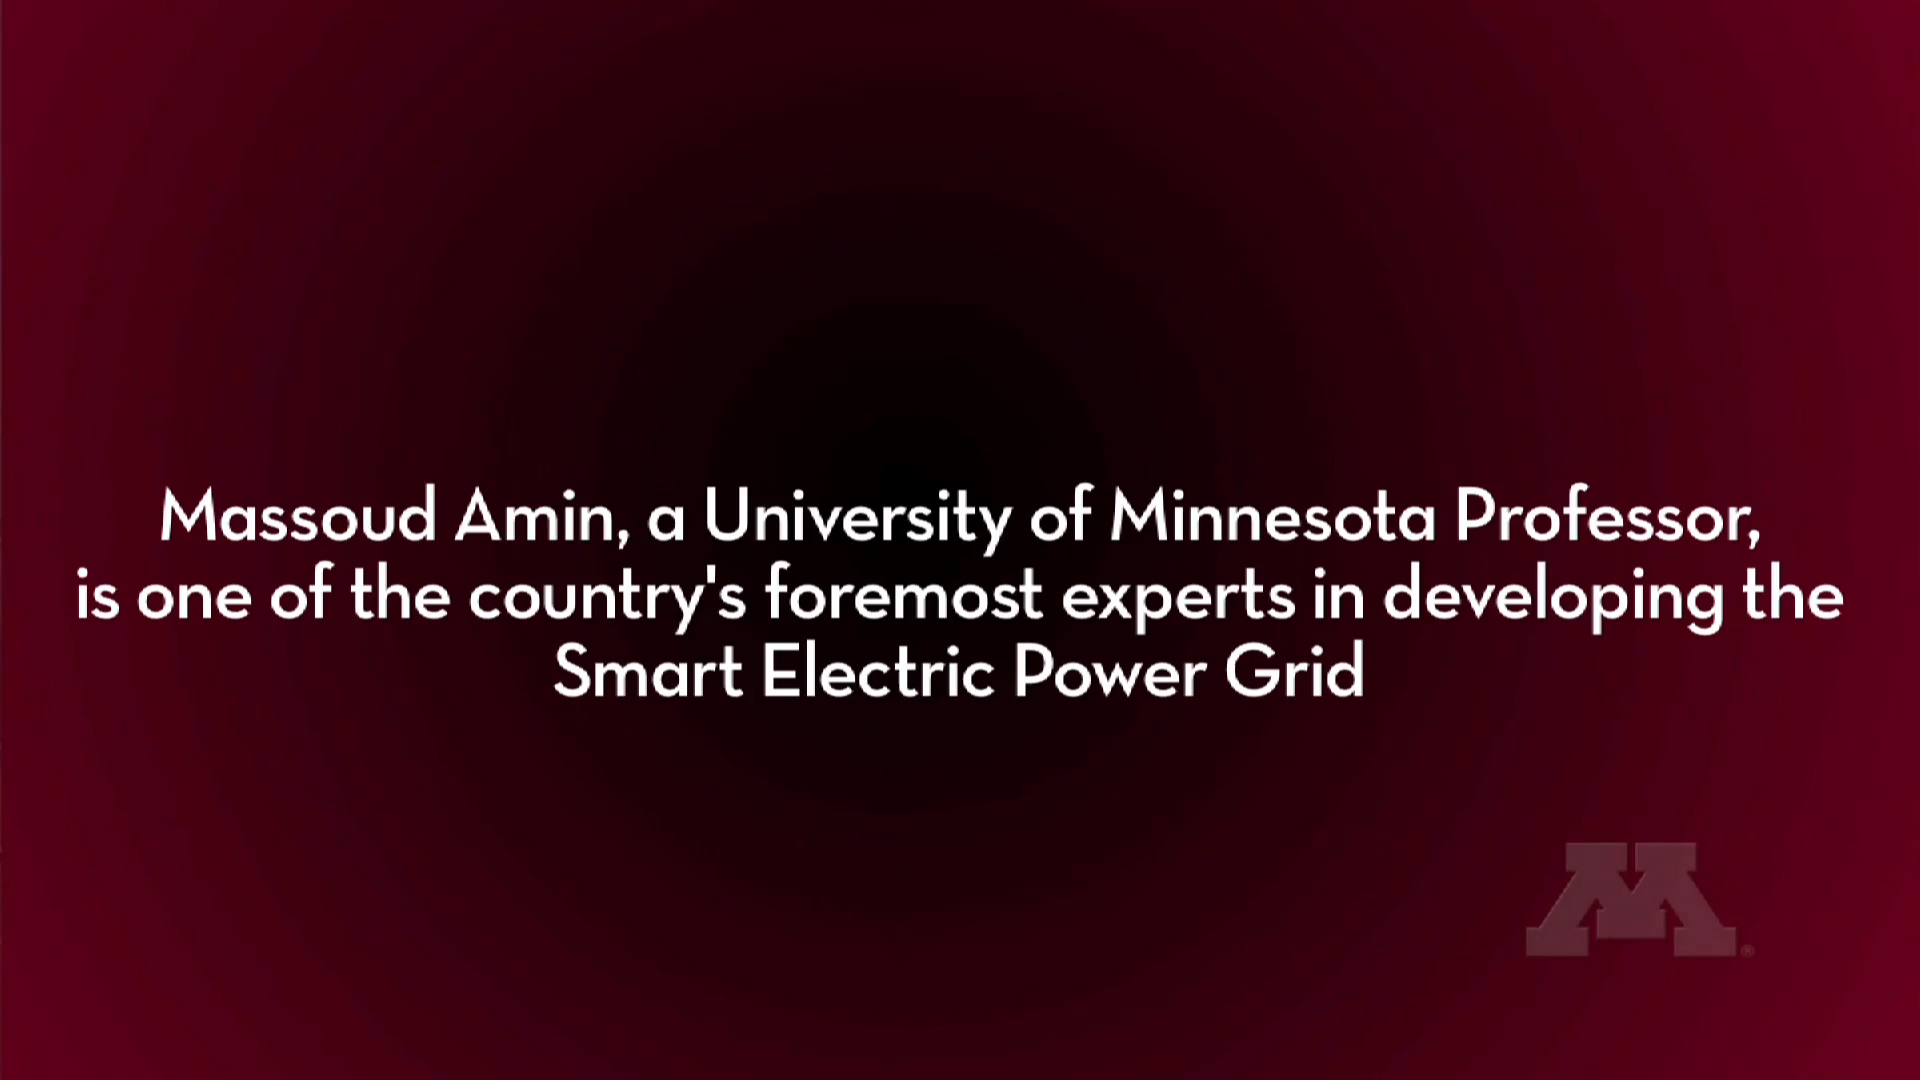 Massoud Amin, a University of Minnesota Professor,
is one of the country's foremost experts in developing the
Smart Electric Power Grid
M®